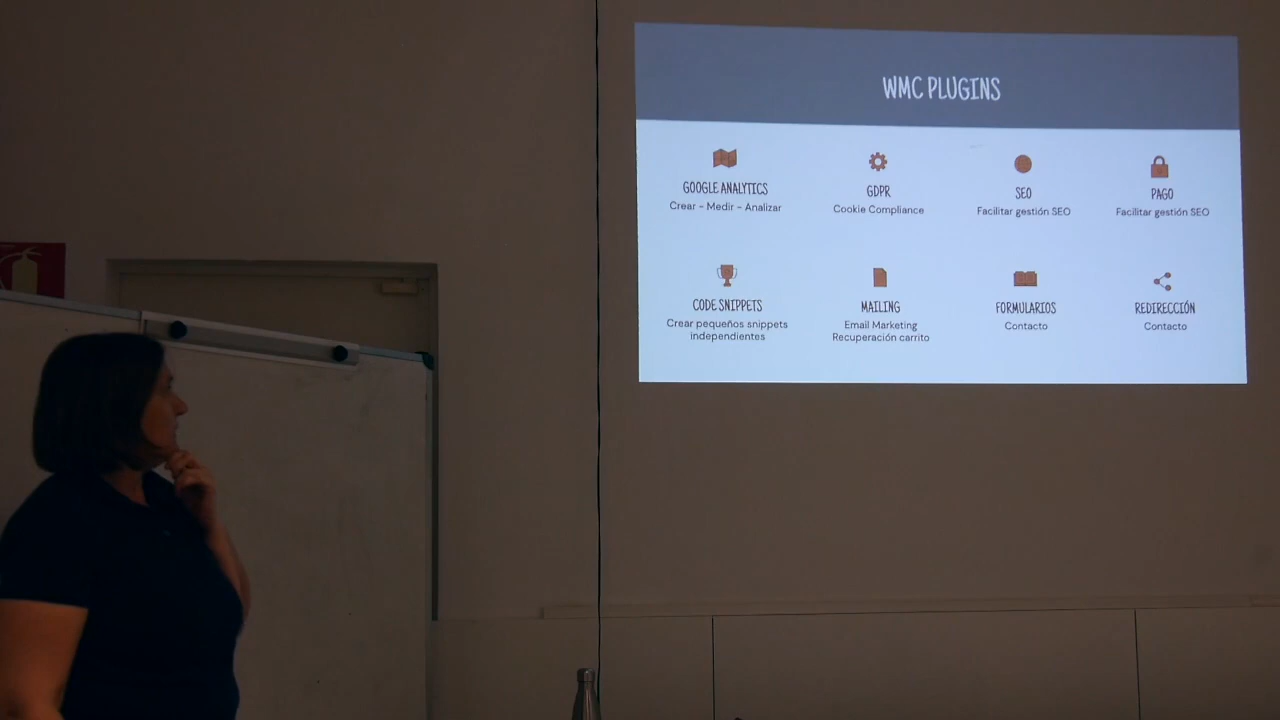 WMC PLUGINS
GOOGLE ANALYTICS
Crear - Medir - Analizar
GDPR
Cookie Compliance
SEO
Facilitar gestión SEO
PAGO
Facilitar gestión SEO
CODE SNIPPETS
Crear pequeños snippets
independientes
MAILING
Email Marketing
Recuperación carrito
FORMULARIOS
Contacto
REDIRECCIÓN
Contacto